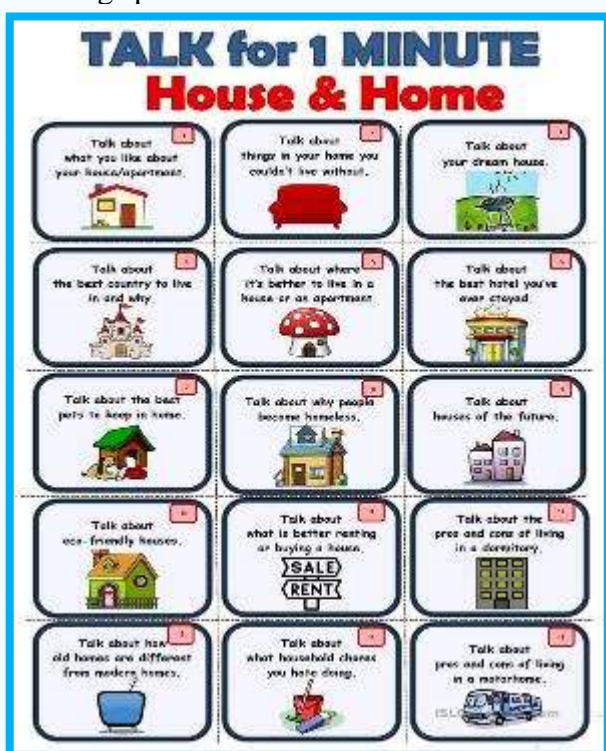 TALK for 1 MINUTE
House & Home
1
Talk about
what you like about
your house/apartment.
Talk about
things in your home you
couldn't live without.
Talk about
your dream house.
Talk about
the best country to live
in and why.
Talk about where
it's better to live in a
house or an apartment.
Talk about
the best hotel you've
ever stayed.
Talk about the best
pets to keep in home.
Talk about why people
become homeless.
Talk about
houses of the future.
Talk about
eco-friendly houses.
Talk about
what is better renting
or buying a house.
SALE
RENT
Talk about the
pros and cons of living
in a dormitory.
Talk about how
old homes are different
from modern homes.
Talk about
what household chores
you hate doing.
Talk about
pros and cons of living
in a motorhome.